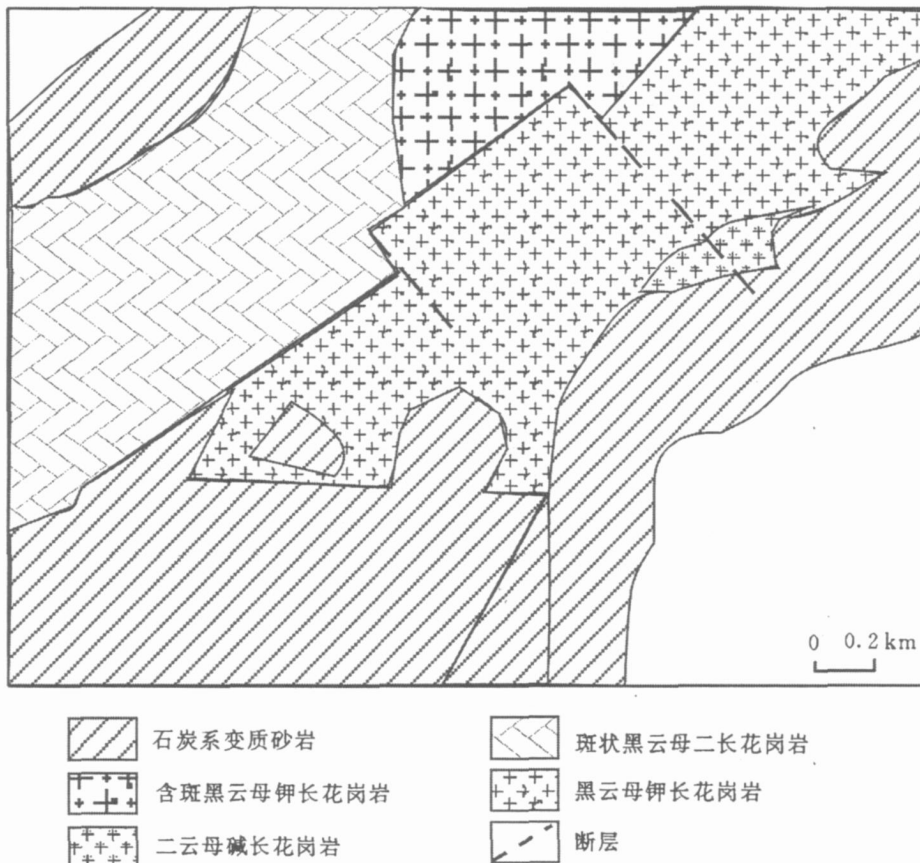 0 0.2 km
石炭系变质砂岩
斑状黑云母二长花岗岩
含斑黑云母钾长花岗岩
黑云母钾长花岗岩
二云母碱长花岗岩
断层